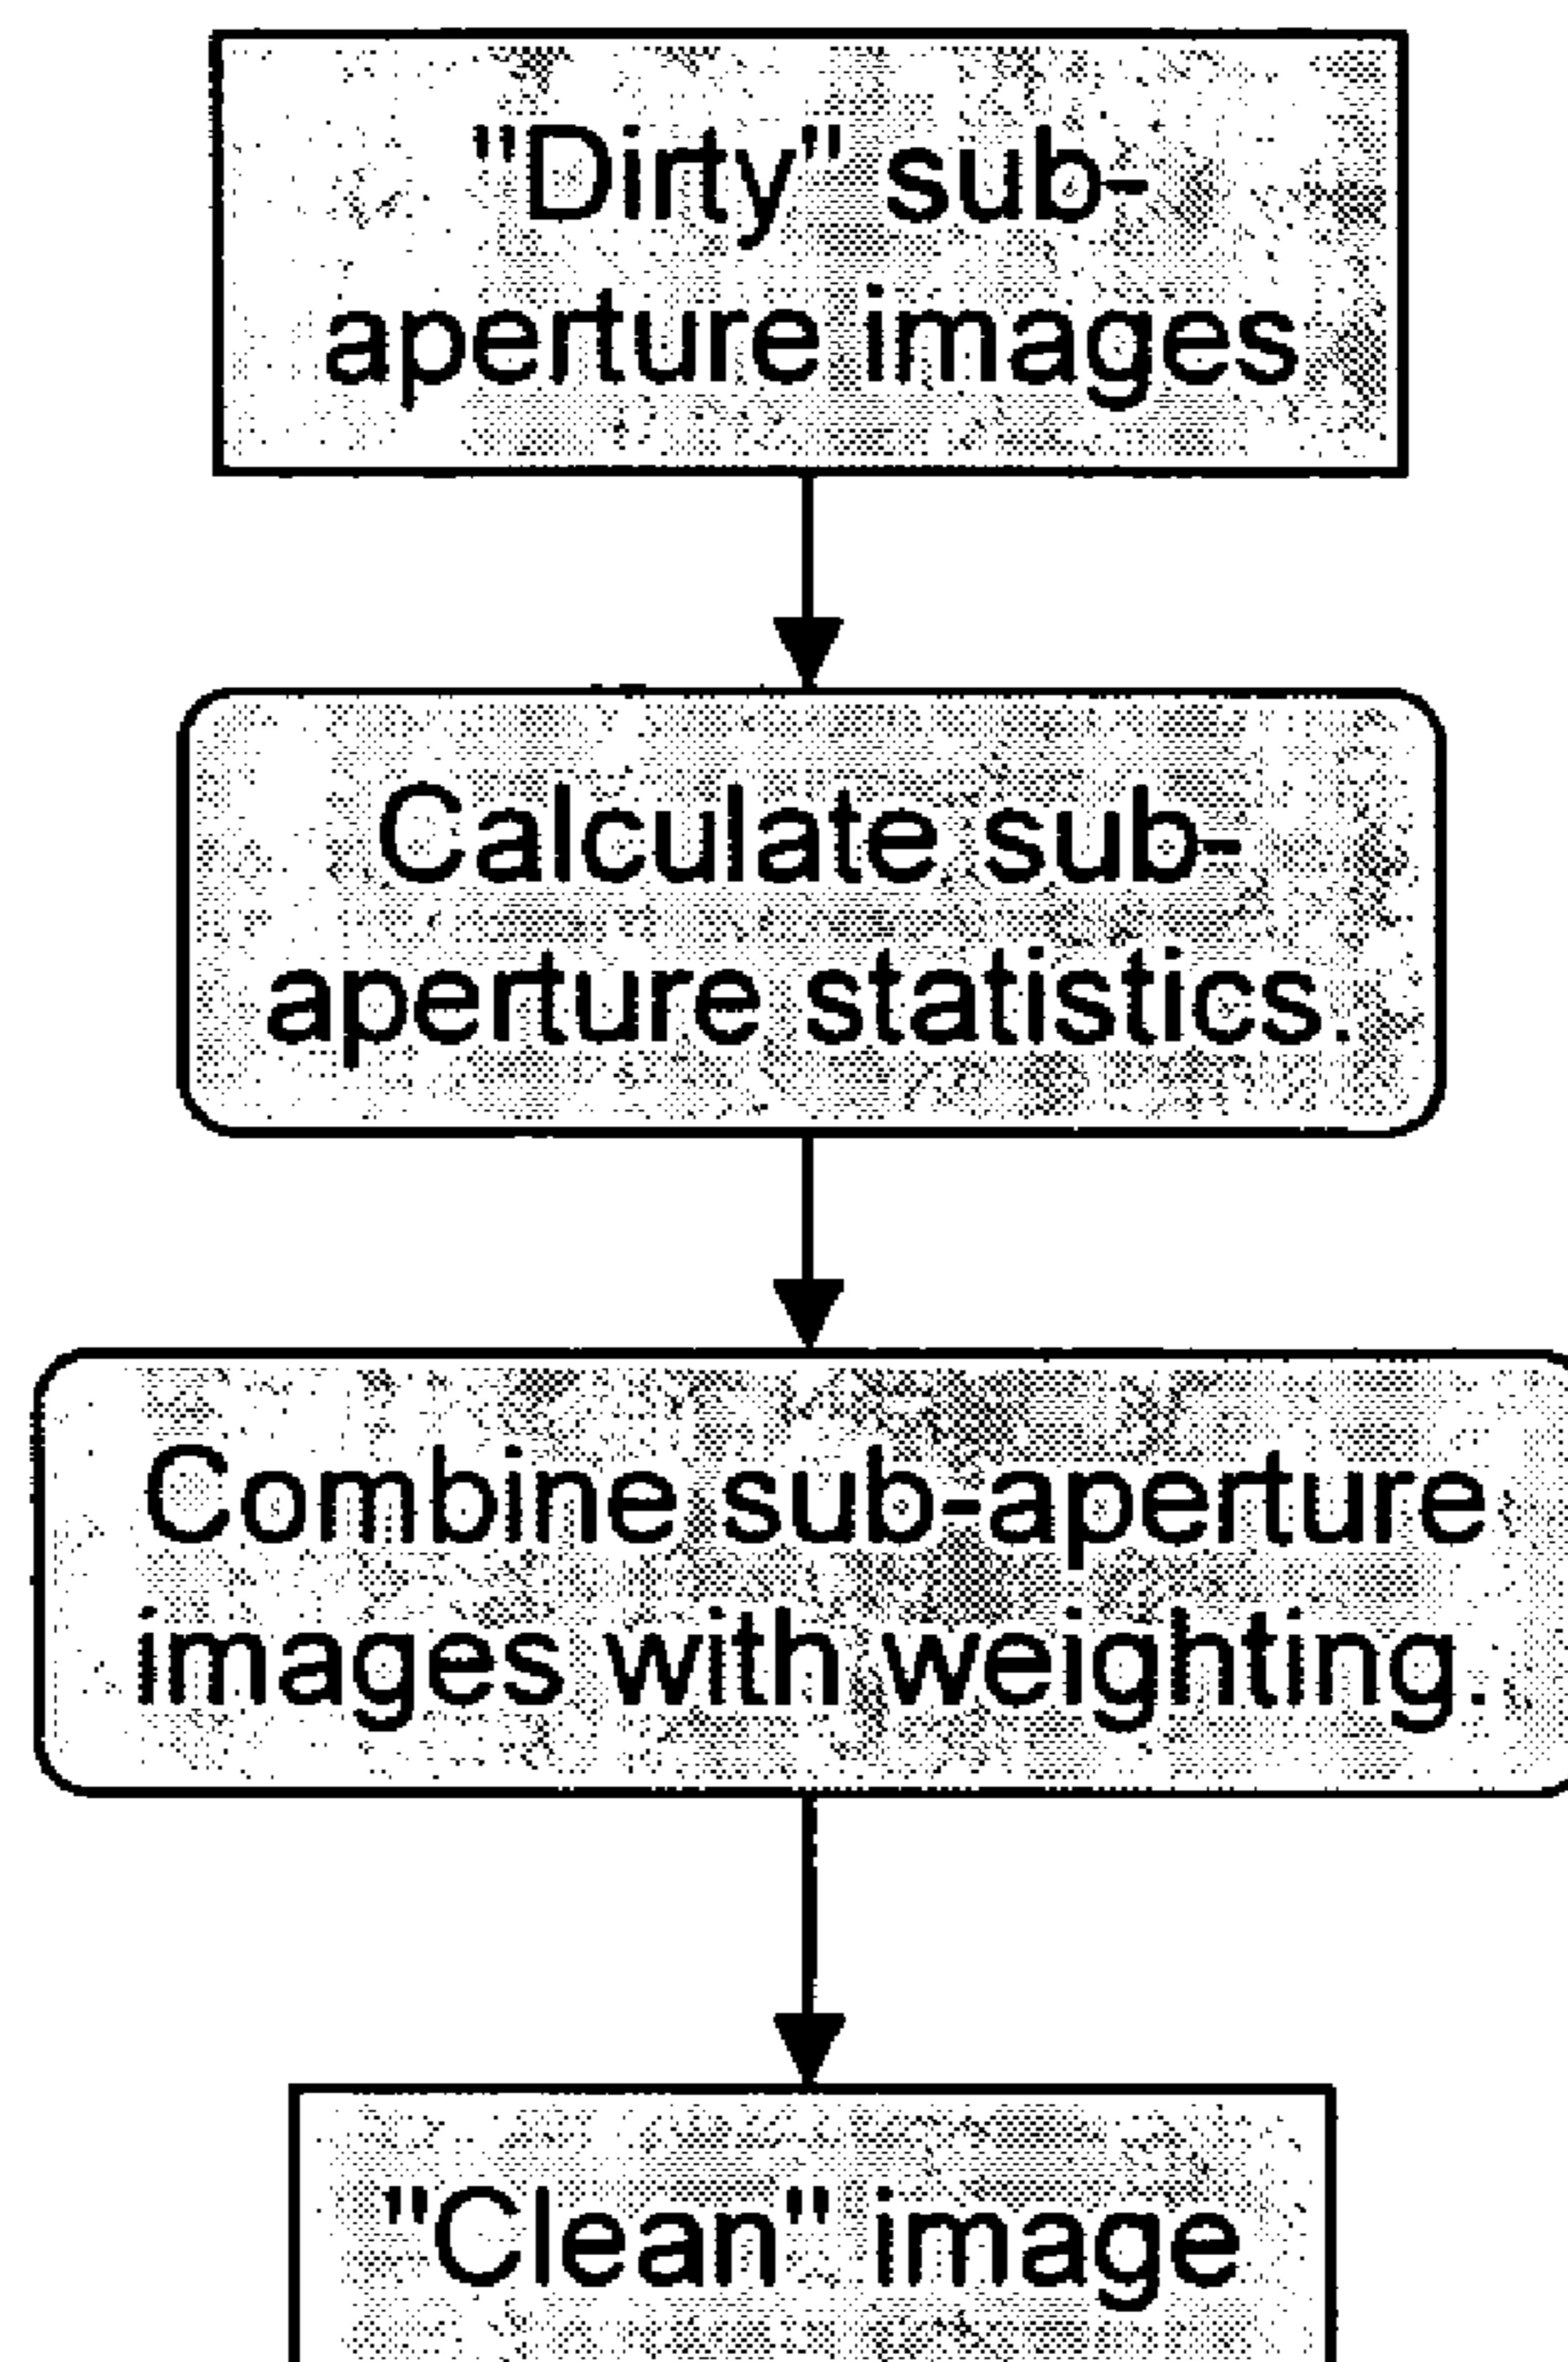 "Dirty" sub-
aperture images
Calculate sub-
aperture statistics.
Combine sub-aperture
images with weighting.
"Clean" image